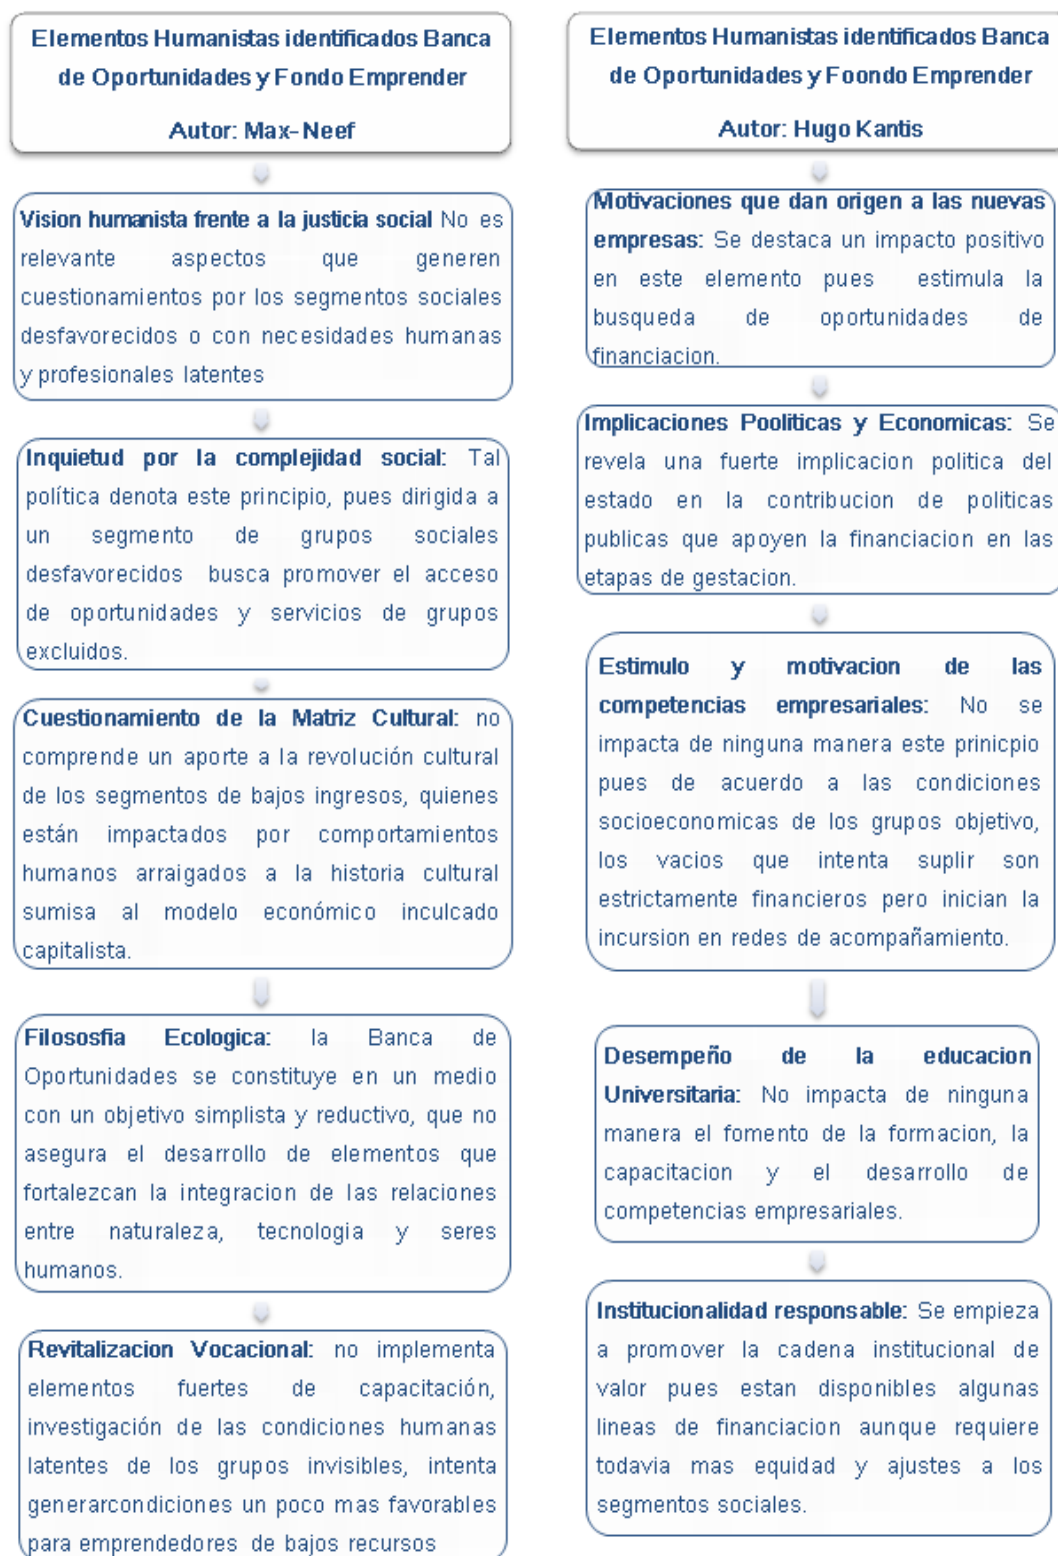 Elementos Humanistas identificados Banca
de Oportunidades y Fondo Emprender
Autor: Max-Neef
Vision humanista frente a la justicia social No es
relevante aspectos que generen
cuestionamientos por los segmentos sociales
desfavorecidos o con necesidades humanas
y profesionales latentes
Inquietud por la complejidad social: Tal
política denota este principio, pues dirigida a
un segmento de grupos sociales
desfavorecidos busca promover el acceso
de oportunidades y servicios de grupos
excluidos.
Cuestionamiento de la Matriz Cultural: no
comprende un aporte a la revolución cultural
de los segmentos de bajos ingresos, quienes
están impactados por comportamientos
humanos arraigados a la historia cultural
sumisa al modelo económico inculcado
capitalista.
Filososfia Ecologica: la Banca de
Oportunidades se constituye en un medio
con un objetivo simplista y reductivo, que no
asegura el desarrollo de elementos que
fortalezcan la integracion de las relaciones
entre naturaleza, tecnologia y seres
humanos.
Revitalizacion Vocacional: no implementa
elementos fuertes de capacitación,
investigación de las condiciones humanas
latentes de los grupos invisibles, intenta
generarcondiciones un poco mas favorables
para emprendedores de bajos recursos
Elementos Humanistas identificados Banca
de Oportunidades y Foondo Emprender
Autor: Hugo Kantis
Motivaciones que dan origen a las nuevas
empresas: Se destaca un impacto positivo
en este elemento pues estimula la
busqueda de oportunidades de
financiacion.
Implicaciones Pooliticas y Economicas: Se
revela una fuerte implicacion politica del
estado en la contribucion de politicas
publicas que apoyen la financiacion en las
etapas de gestacion.
Estimulo y motivacion de las
competencias empresariales: No se
impacta de ninguna manera este prinicpio
pues de acuerdo a las condiciones
socioeconomicas de los grupos objetivo,
los vacios que intenta suplir son
estrictamente financieros pero inician la
incursion en redes de acompañamiento.
Desempeño de la educacion
Universitaria: No impacta de ninguna
manera el fomento de la formacion, la
capacitacion y el desarrollo de
competencias empresariales.
Institucionalidad responsable: Se empieza
a promover la cadena institucional de
valor pues estan disponibles algunas
lineas de financiacion aunque requiere
todavia mas equidad y ajustes a los
segmentos sociales.